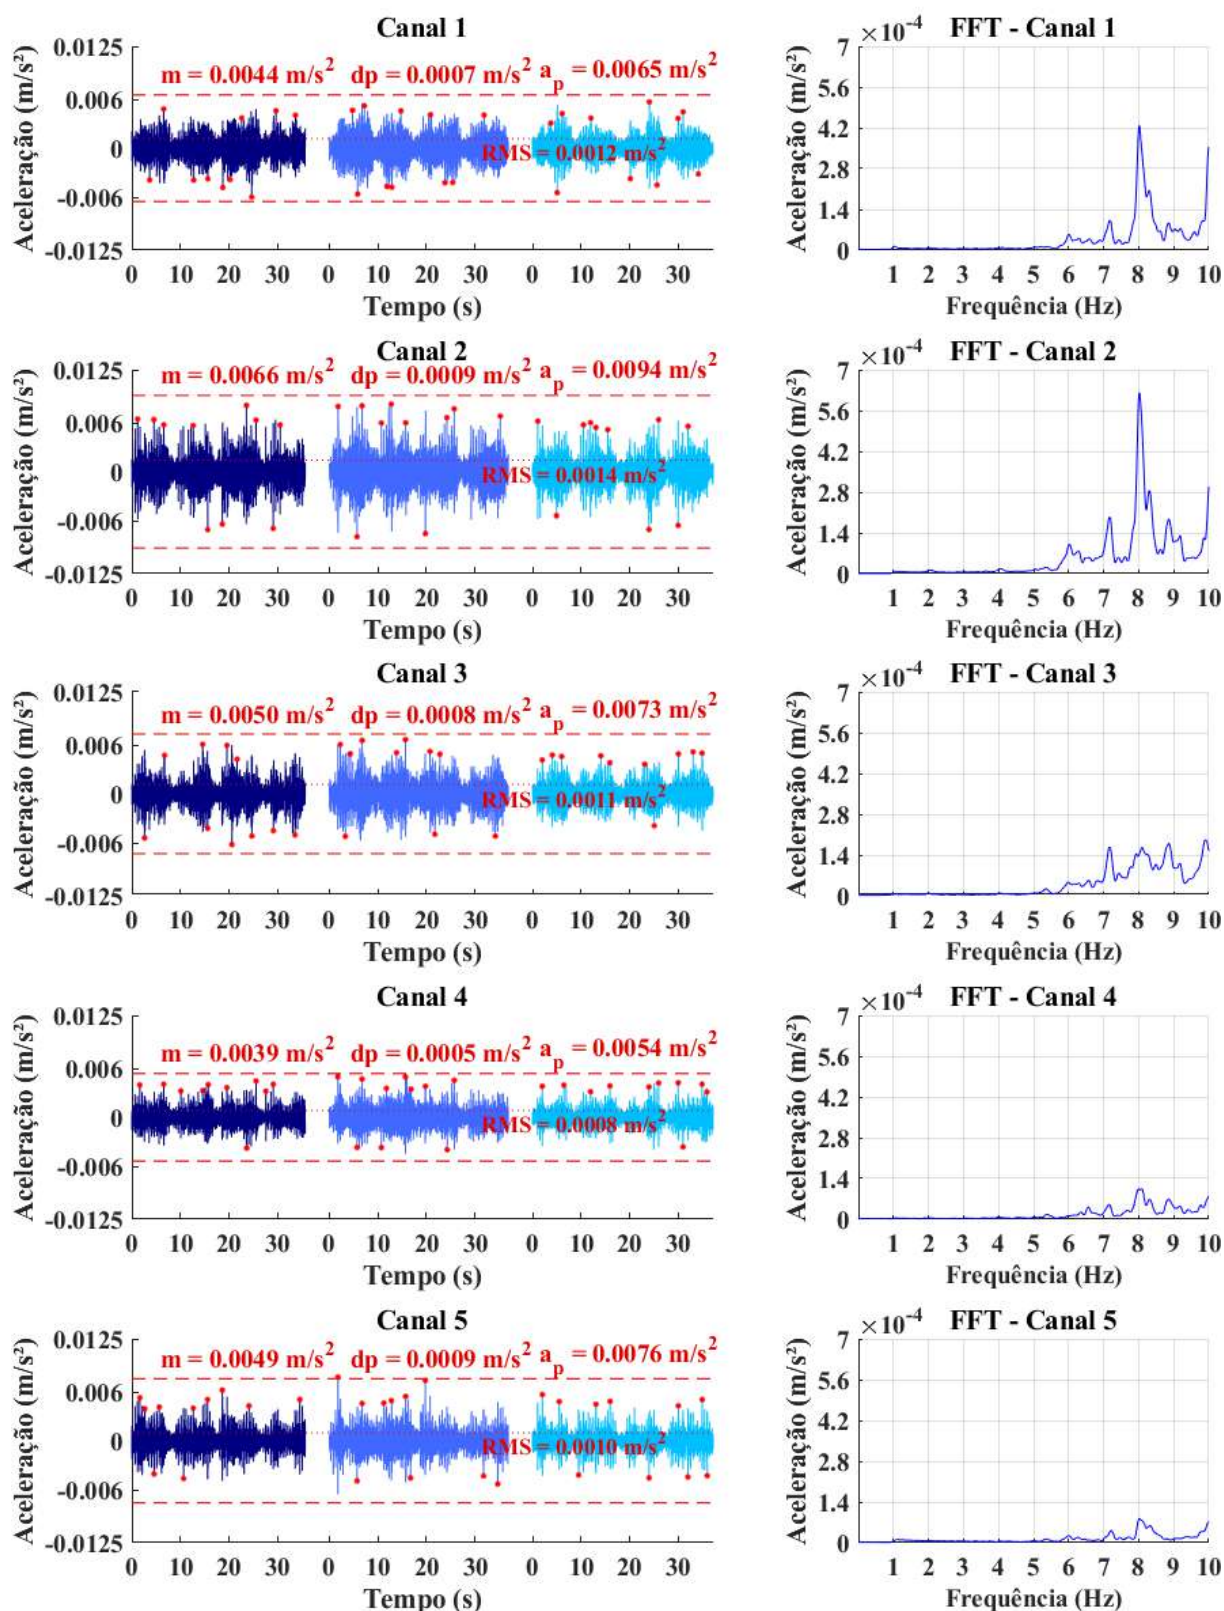 Canal 1
m = 0.0044 m/s² dp = 0.0007 m/s² aₚ = 0.0065 m/s²
RMS = 0.0012 m/s²
Aceleração (m/s²)
0.0125
0.006
0
-0.006
-0.0125
0 10 20 30 0 10 20 30 0 10 20 30
Tempo (s)
×10⁻⁴ FFT - Canal 1
Aceleração (m/s²)
7
5.6
4.2
2.8
1.4
0
1 2 3 4 5 6 7 8 9 10
Frequência (Hz)
Canal 2
m = 0.0066 m/s² dp = 0.0009 m/s² aₚ = 0.0094 m/s²
RMS = 0.0014 m/s²
Aceleração (m/s²)
0.0125
0.006
0
-0.006
-0.0125
0 10 20 30 0 10 20 30 0 10 20 30
Tempo (s)
×10⁻⁴ FFT - Canal 2
Aceleração (m/s²)
7
5.6
4.2
2.8
1.4
0
1 2 3 4 5 6 7 8 9 10
Frequência (Hz)
Canal 3
m = 0.0050 m/s² dp = 0.0008 m/s² aₚ = 0.0073 m/s²
RMS = 0.0011 m/s²
Aceleração (m/s²)
0.0125
0.006
0
-0.006
-0.0125
0 10 20 30 0 10 20 30 0 10 20 30
Tempo (s)
×10⁻⁴ FFT - Canal 3
Aceleração (m/s²)
7
5.6
4.2
2.8
1.4
0
1 2 3 4 5 6 7 8 9 10
Frequência (Hz)
Canal 4
m = 0.0039 m/s² dp = 0.0005 m/s² aₚ = 0.0054 m/s²
RMS = 0.0008 m/s²
Aceleração (m/s²)
0.0125
0.006
0
-0.006
-0.0125
0 10 20 30 0 10 20 30 0 10 20 30
Tempo (s)
×10⁻⁴ FFT - Canal 4
Aceleração (m/s²)
7
5.6
4.2
2.8
1.4
0
1 2 3 4 5 6 7 8 9 10
Frequência (Hz)
Canal 5
m = 0.0049 m/s² dp = 0.0009 m/s² aₚ = 0.0076 m/s²
RMS = 0.0010 m/s²
Aceleração (m/s²)
0.0125
0.006
0
-0.006
-0.0125
0 10 20 30 0 10 20 30 0 10 20 30
Tempo (s)
×10⁻⁴ FFT - Canal 5
Aceleração (m/s²)
7
5.6
4.2
2.8
1.4
0
1 2 3 4 5 6 7 8 9 10
Frequência (Hz)